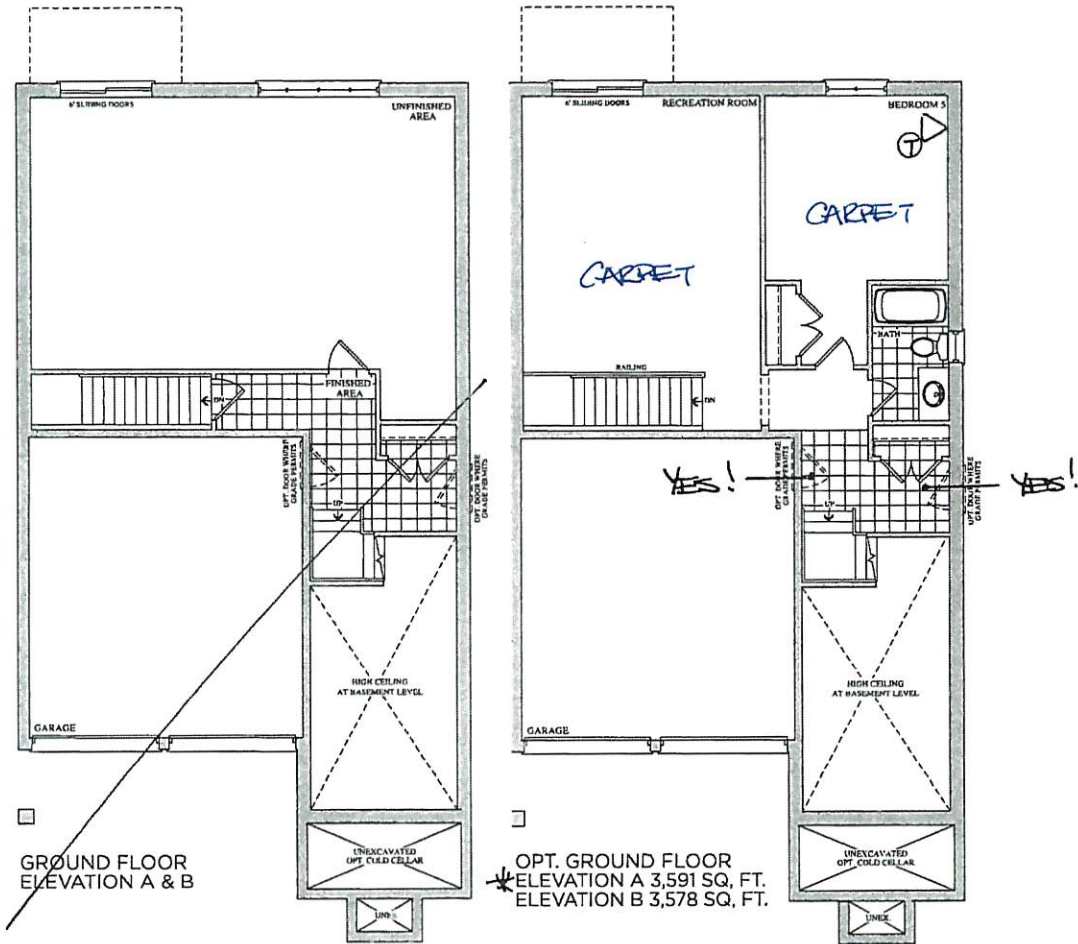 6' SLIDING DOORS
UNFINISHED
AREA
FINISHED
AREA
DN
OPT. DOOR WHERE
GRADE PERMITS
OPT. DOOR WHERE
GRADE PERMITS
UP
HIGH CEILING
AT BASEMENT LEVEL
GARAGE
UNEXCAVATED
OPT. COLD CELLAR
UNEX.
GROUND FLOOR
ELEVATION A & B
6' SLIDING DOORS
RECREATION ROOM
BEDROOM 5
T
CARPET
CARPET
BATH
RAILING
DN
YES!
OPT. DOOR WHERE
GRADE PERMITS
OPT. DOOR WHERE
GRADE PERMITS
YES!
UP
HIGH CEILING
AT BASEMENT LEVEL
GARAGE
UNEXCAVATED
OPT. COLD CELLAR
UNEX.
OPT. GROUND FLOOR
ELEVATION A 3,591 SQ, FT.
ELEVATION B 3,578 SQ, FT.